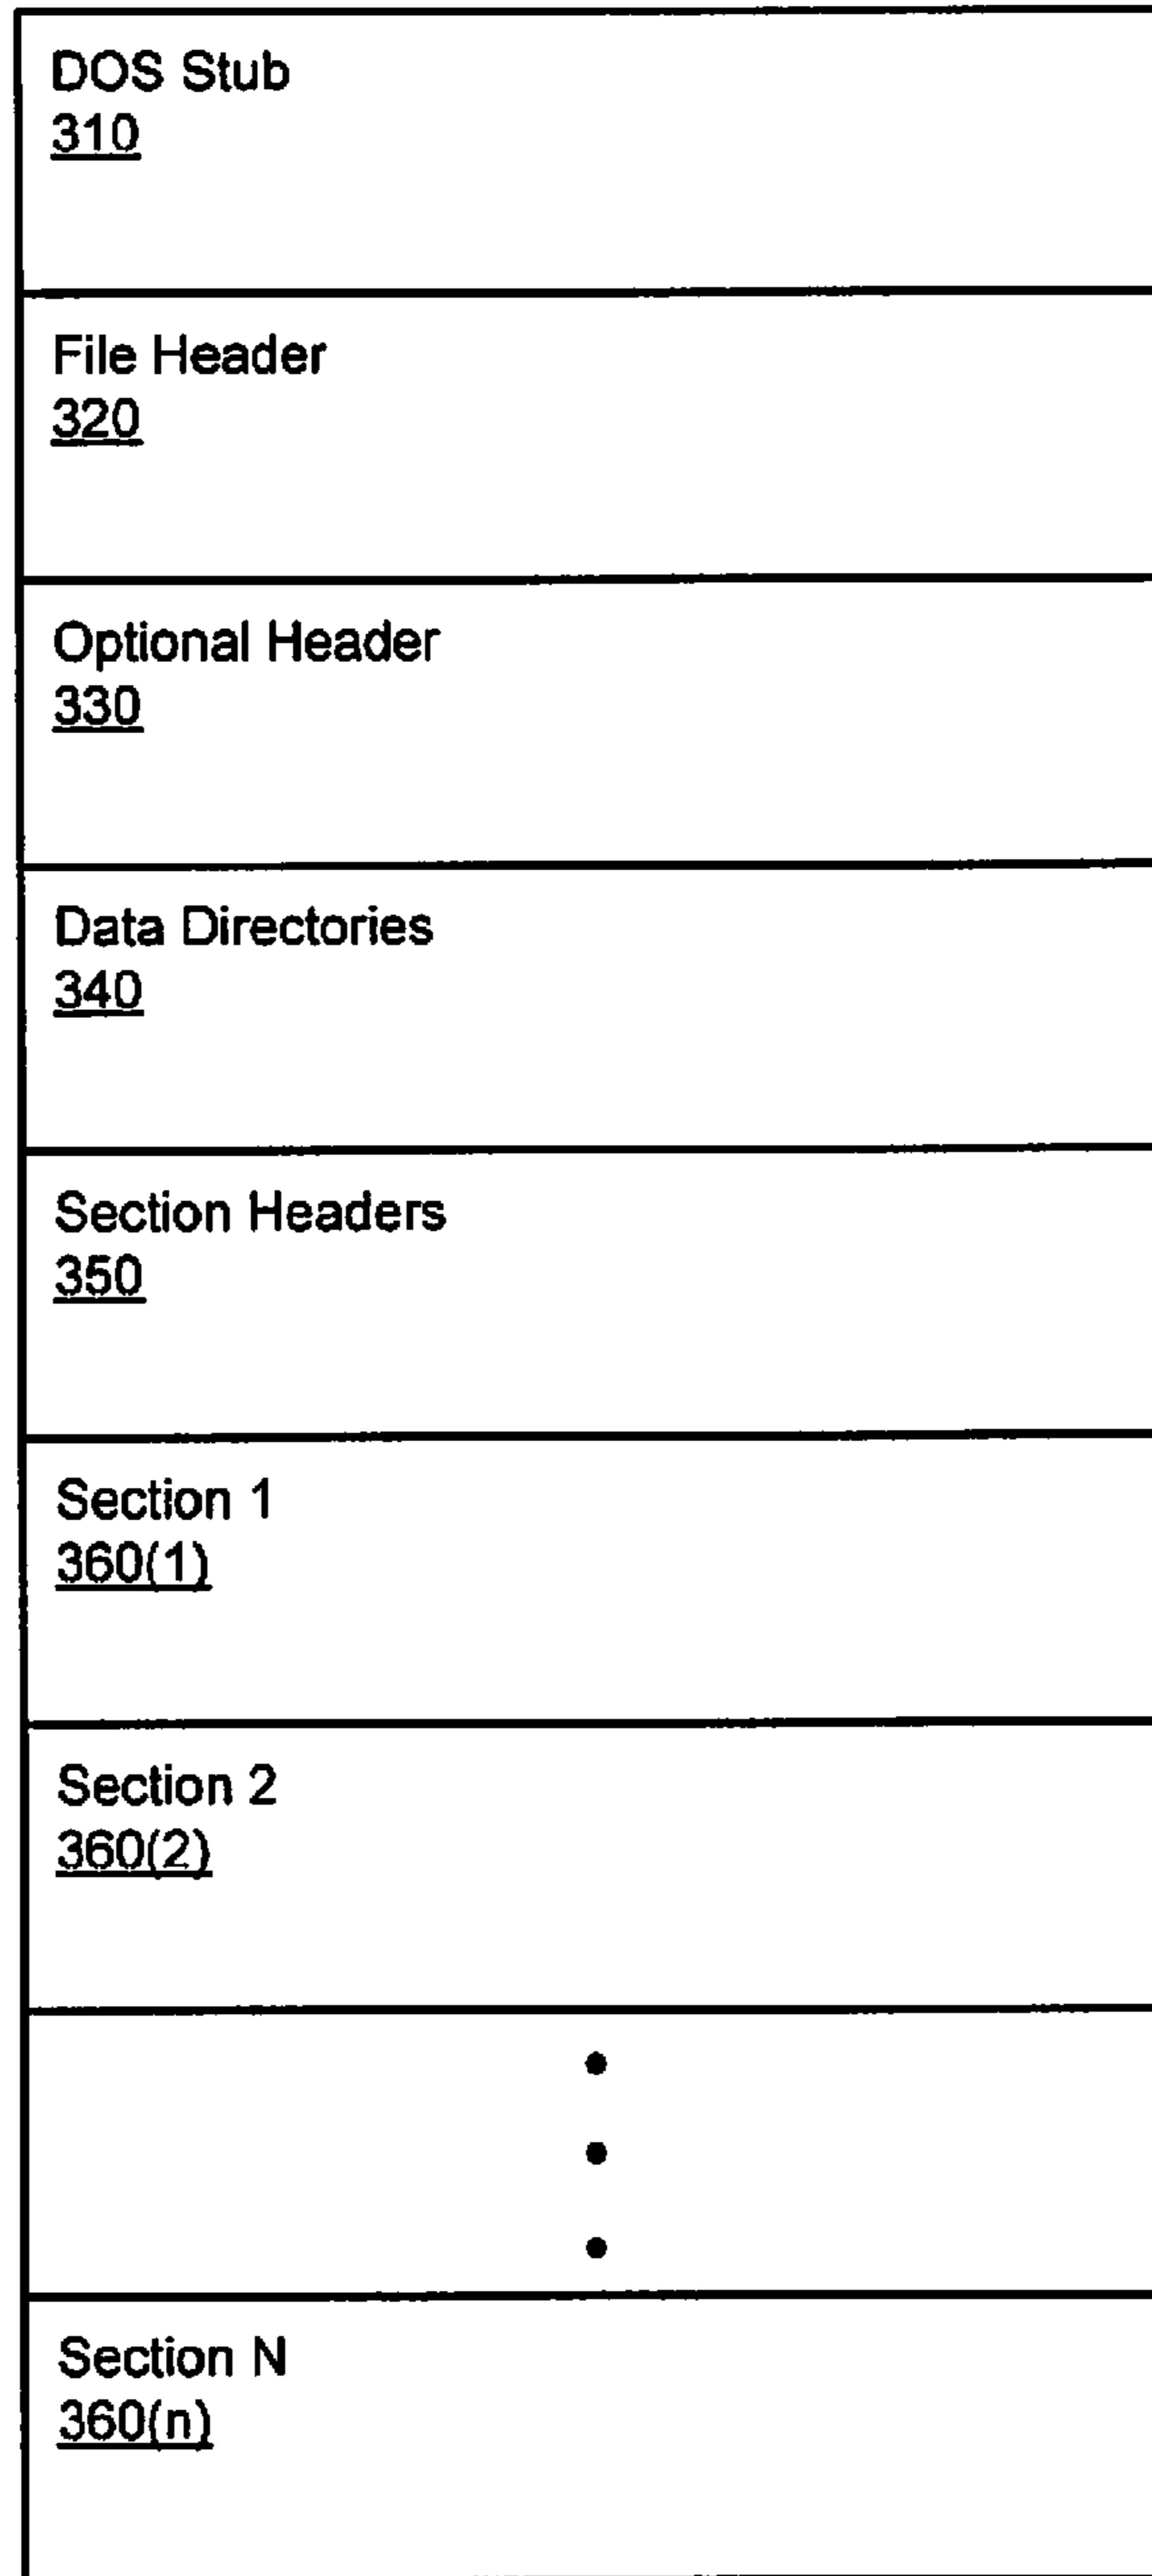 DOS Stub
310
File Header
320
Optional Header
330
Data Directories
340
Section Headers
350
Section 1
360(1)
Section 2
360(2)
Section N
360(n)